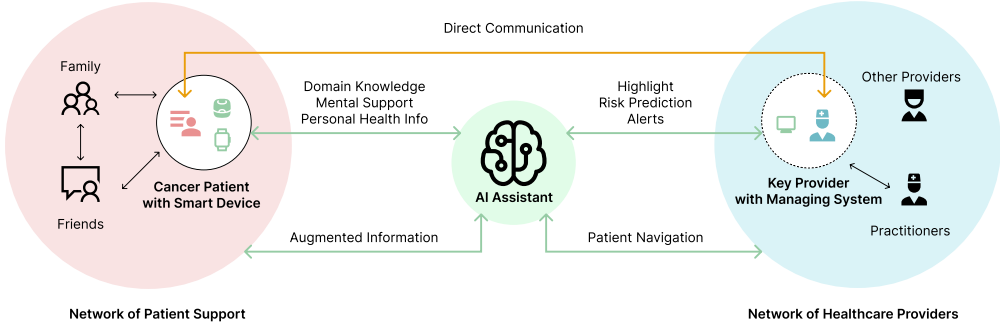 Direct Communication
Family
Domain Knowledge
Mental Support
Personal Health Info
Highlight
Risk Prediction
Alerts
Other Providers
Cancer Patient
with Smart Device
AI Assistant
Key Provider
with Managing System
Friends
Practitioners
Augmented Information
Patient Navigation
Network of Patient Support
Network of Healthcare Providers